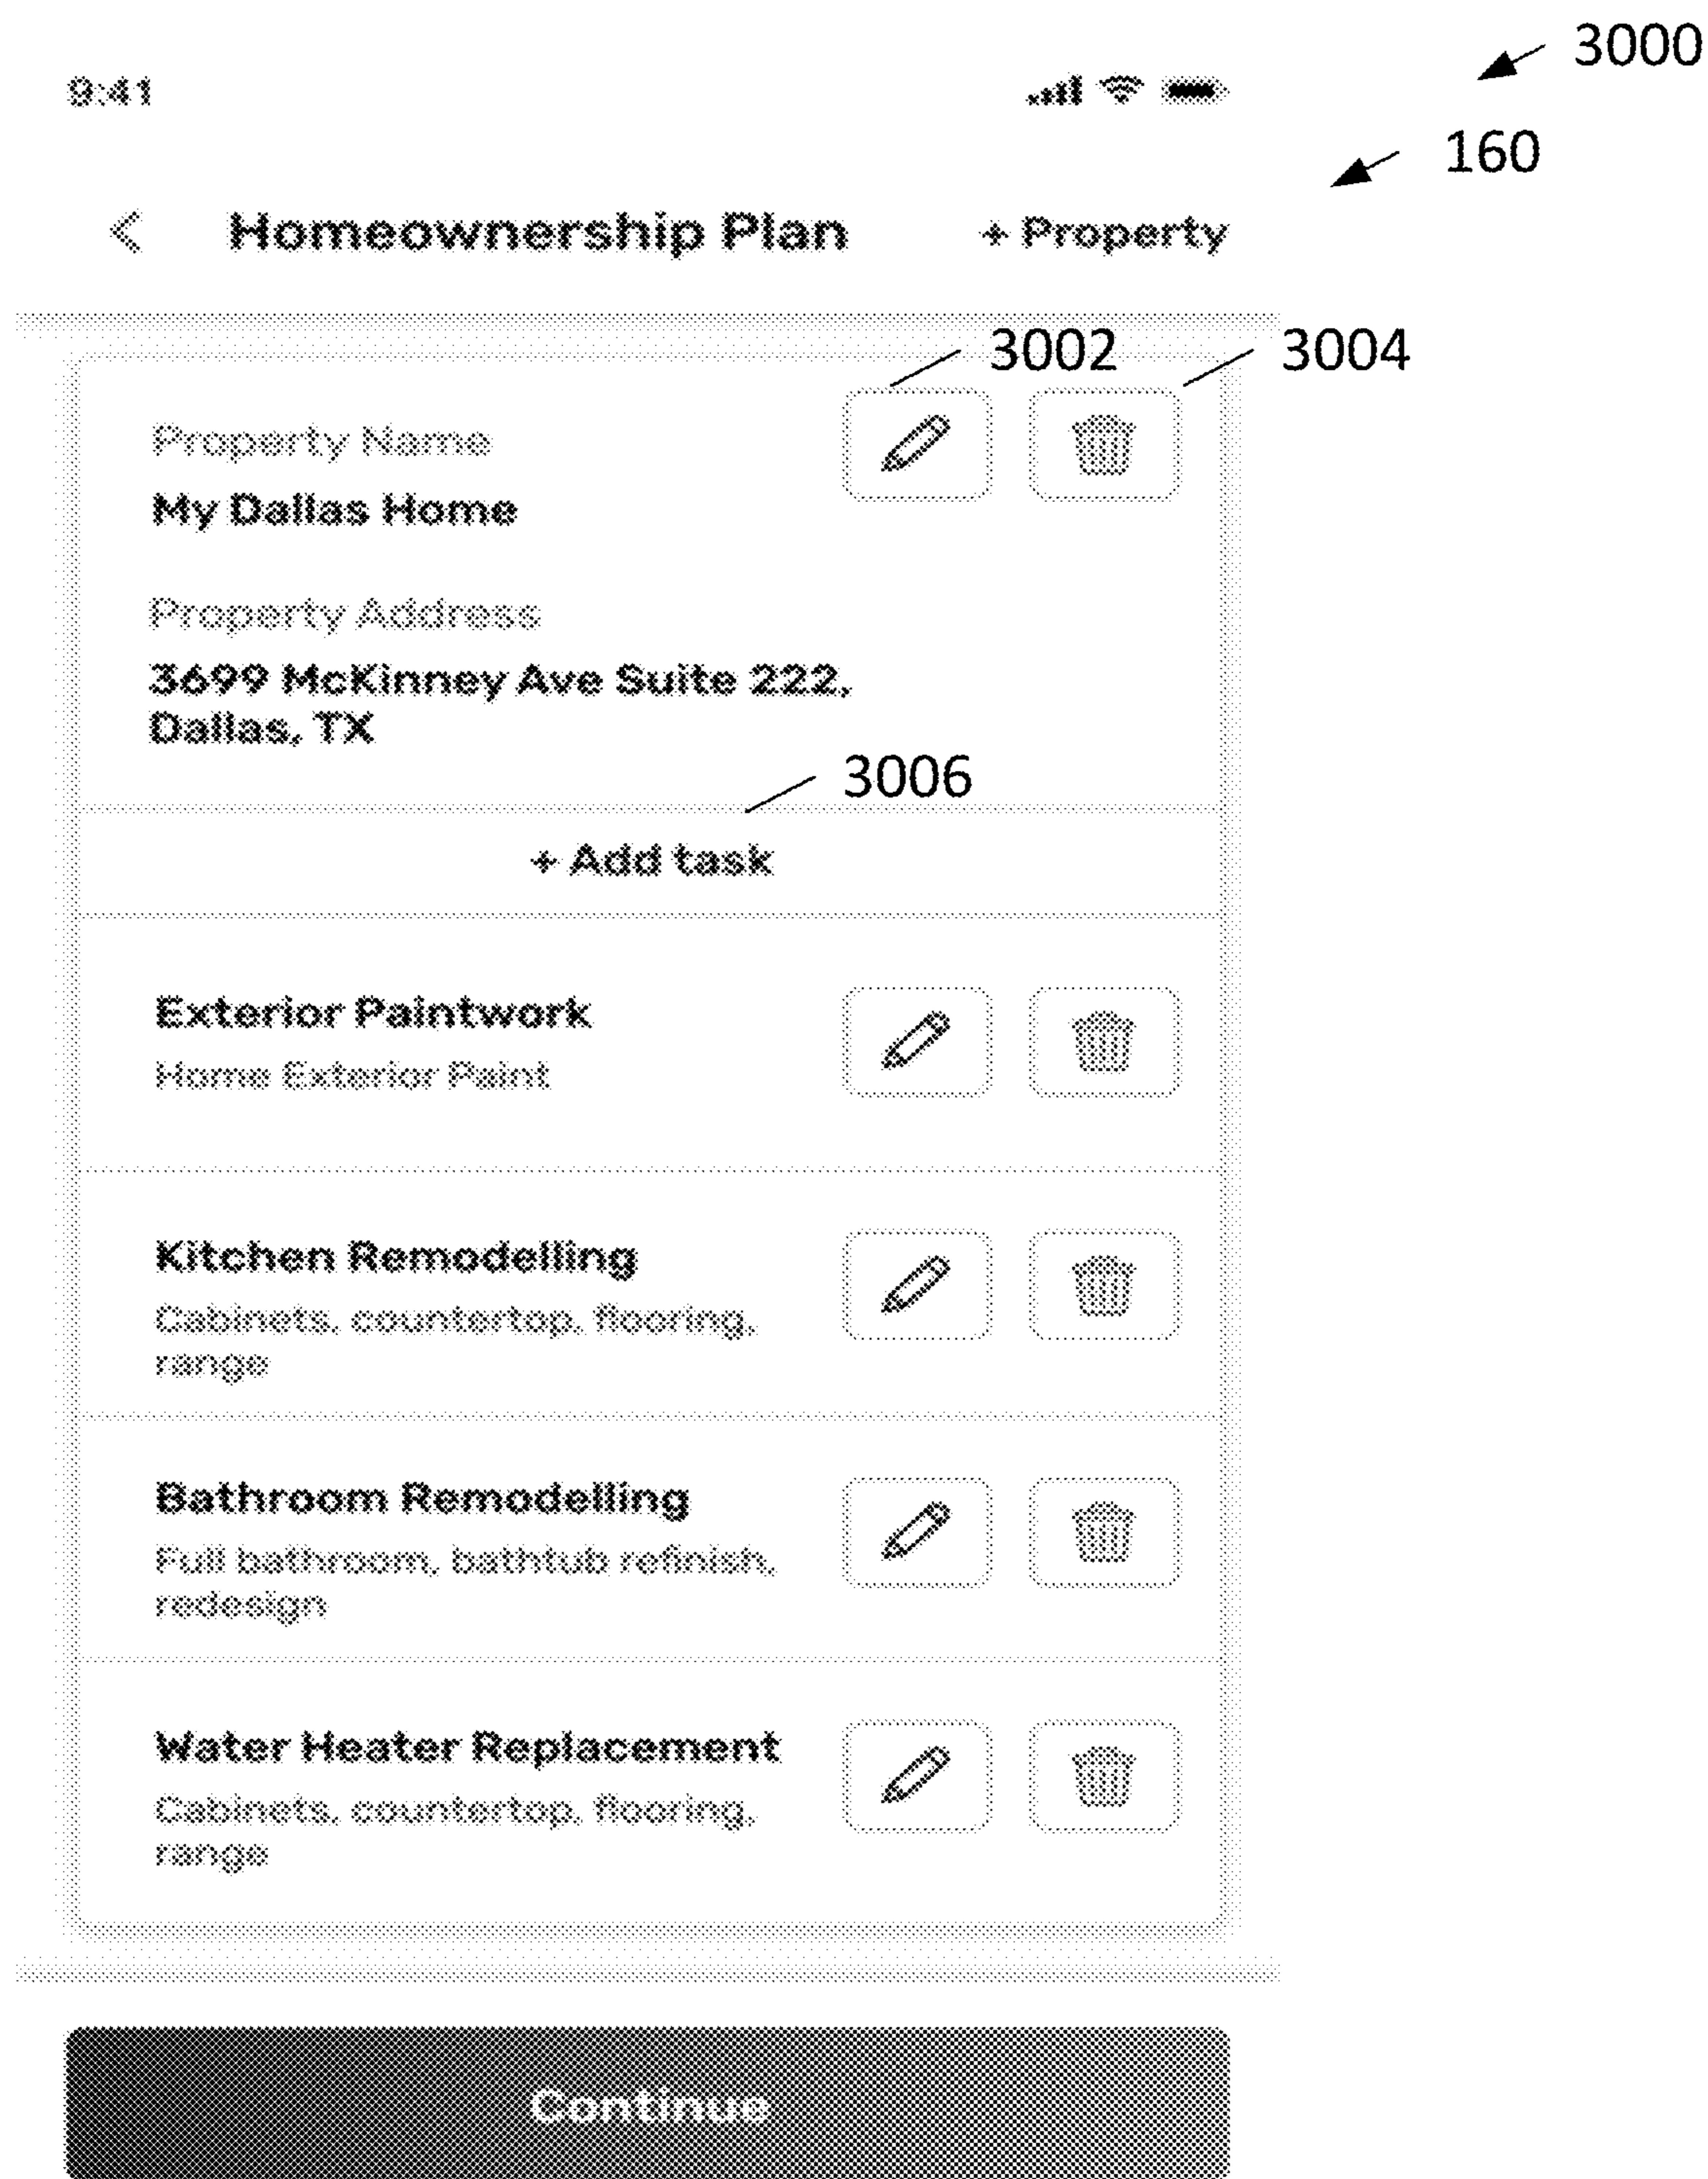 3000
9:41
160
Homeownership Plan
+ Property
3002
3004
Property Name
My Dallas Home
Property Address
3699 McKinney Ave Suite 222,
Dallas, TX
3006
+ Add task
Exterior Paintwork
Home Exterior Paint
Kitchen Remodelling
Cabinets, countertop, flooring,
range
Bathroom Remodelling
Full bathroom, bathtub refinish,
redesign
Water Heater Replacement
Cabinets, countertop, flooring,
range
Continue